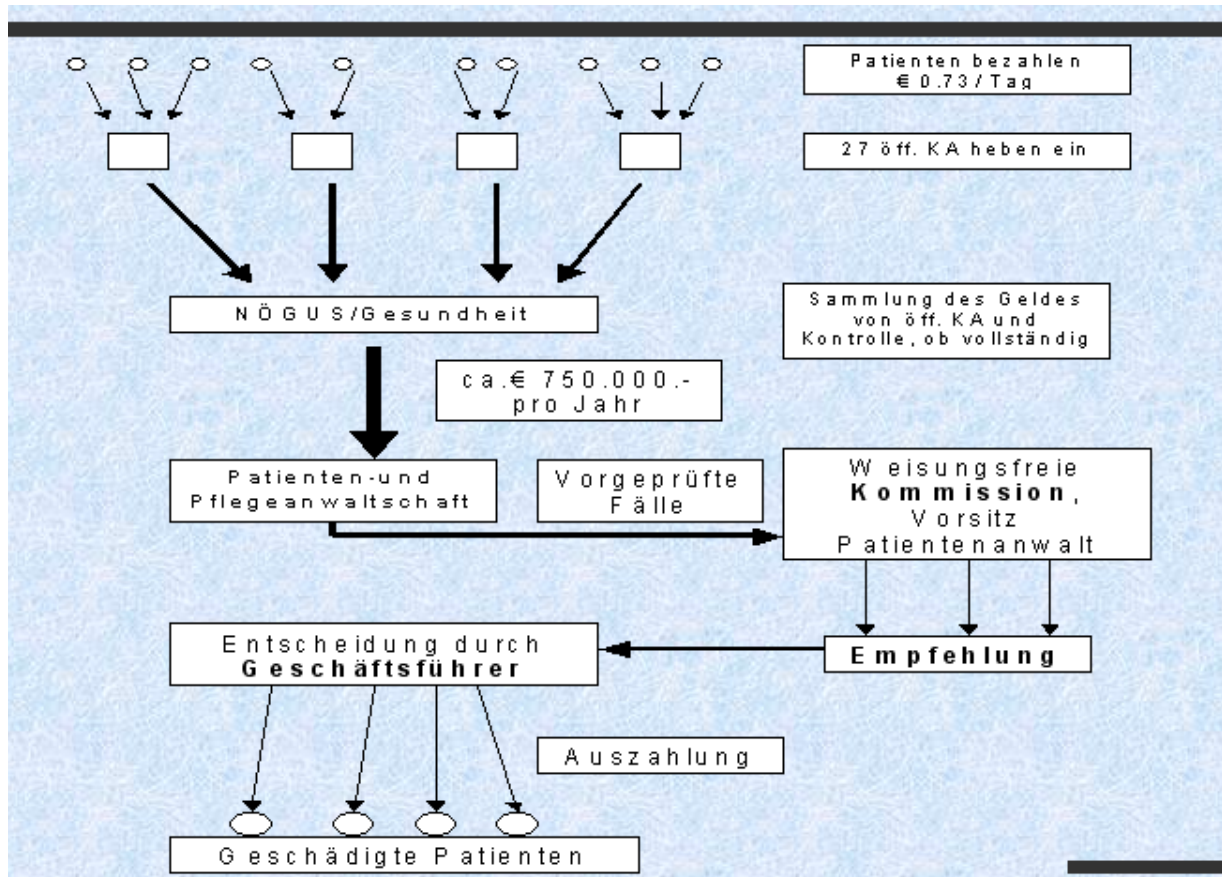 Patienten bezahlen
€ 0.73/Tag
27 öff. KA heben ein
NÖGUS/Gesundheit
Sammlung des Geldes
von öff. KA und
Kontrolle, ob vollständig
ca.€ 750.000.-
pro Jahr
Patienten-und
Pflegeanwaltschaft
Vorgeprüfte
Fälle
Weisungsfreie
Kommission,
Vorsitz
Patientenanwalt
Entscheidung durch
Geschäftsführer
Empfehlung
Auszahlung
Geschädigte Patienten